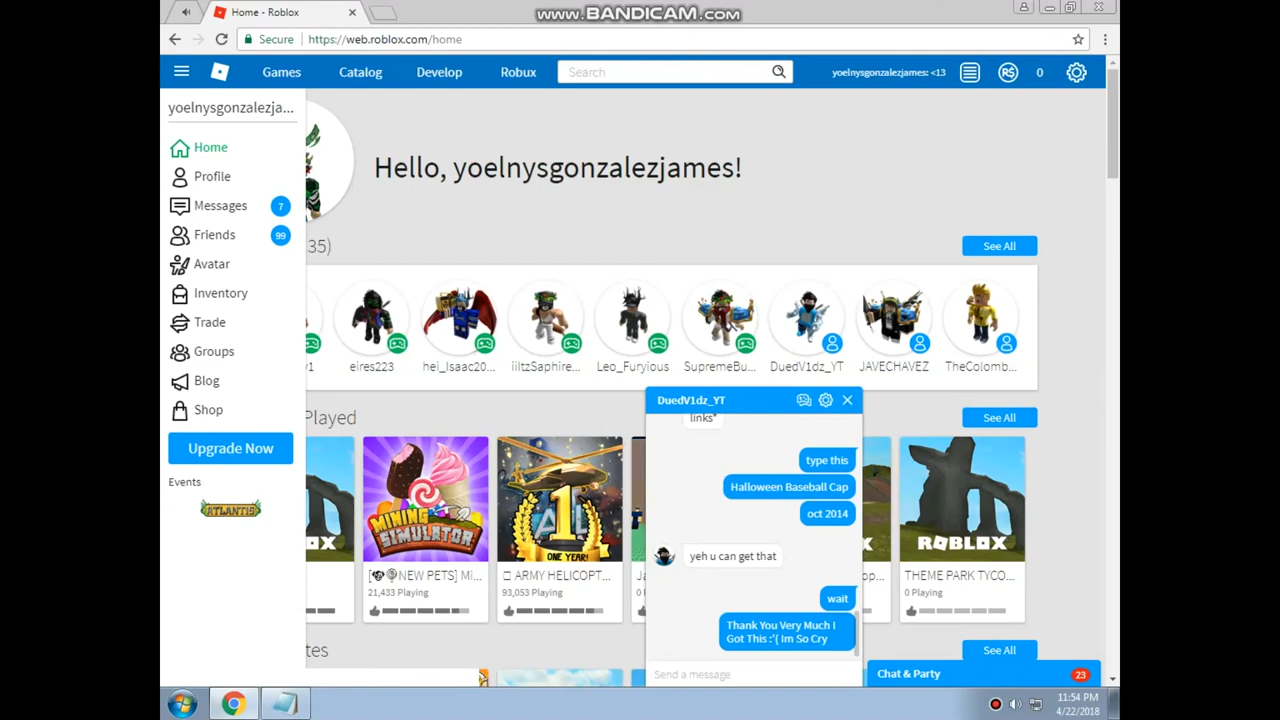 Home - Roblox
www.BANDICAM.com
Secure
https://web.roblox.com/home
Games
Catalog
Develop
Robux
Search
yoelnysgonzalezjames: <13
R$
0
yoelnysgonzalezja...
Home
Profile
Messages
7
Friends
99
Avatar
Inventory
Trade
Groups
Blog
Shop
Upgrade Now
Events
ATLANTIS
Hello, yoelnysgonzalezjames!
35)
See All
eires223
hei_Isaac20...
iiltzSaphire...
Leo_Furyious
SupremeBu...
DuedV1dz_YT
JAVECHAVEZ
TheColomb...
Played
See All
MINING
SIMULATOR
1
ONE YEAR!
ROBLOX
[🐶🍭NEW PETS] Mi...
21,433 Playing
ARMY HELICOPT...
93,053 Playing
THEME PARK TYCO...
0 Playing
See All
DuedV1dz_YT
links*
type this
Halloween Baseball Cap
oct 2014
yeh u can get that
wait
Thank You Very Much I
Got This :'( Im So Cry
Send a message
Chat & Party
23
11:54 PM
4/22/2018